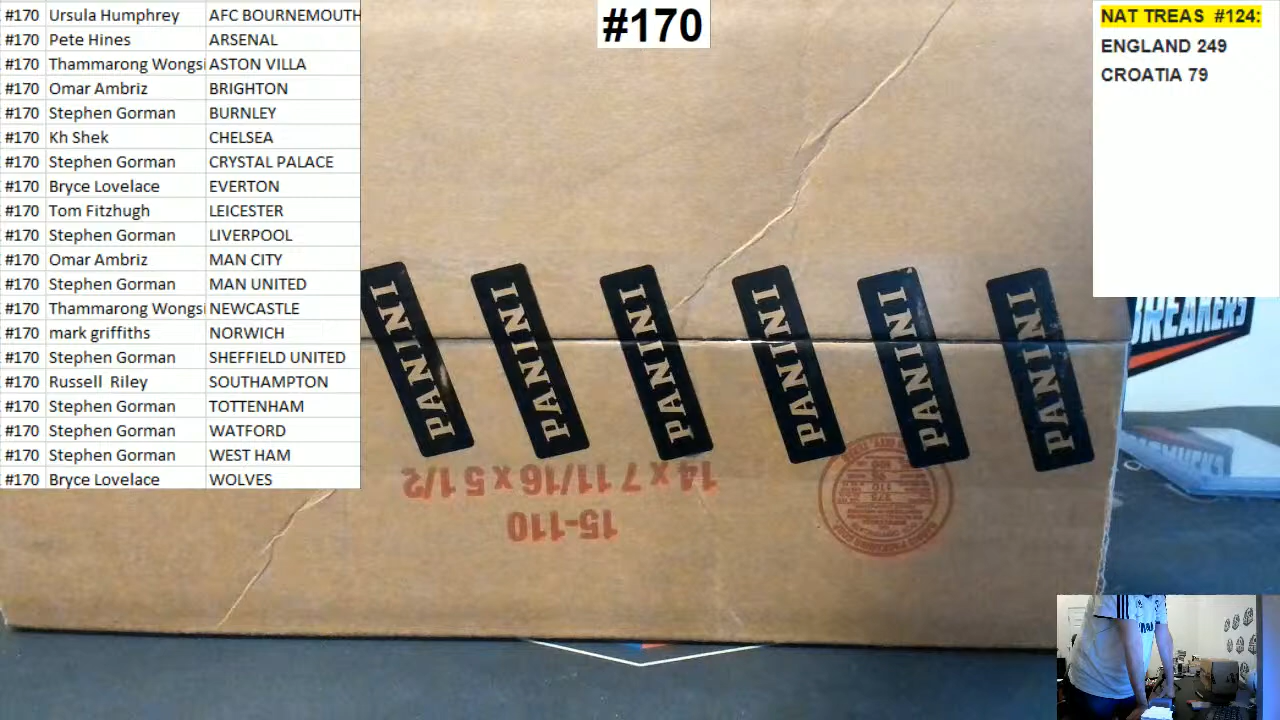 #170 Ursula Humphrey AFC BOURNEMOUTH
#170 Pete Hines ARSENAL
#170 Thammarong Wongsi ASTON VILLA
#170 Omar Ambriz BRIGHTON
#170 Stephen Gorman BURNLEY
#170 Kh Shek CHELSEA
#170 Stephen Gorman CRYSTAL PALACE
#170 Bryce Lovelace EVERTON
#170 Tom Fitzhugh LEICESTER
#170 Stephen Gorman LIVERPOOL
#170 Omar Ambriz MAN CITY
#170 Stephen Gorman MAN UNITED
#170 Thammarong Wongsi NEWCASTLE
#170 mark griffiths NORWICH
#170 Stephen Gorman SHEFFIELD UNITED
#170 Russell Riley SOUTHAMPTON
#170 Stephen Gorman TOTTENHAM
#170 Stephen Gorman WATFORD
#170 Stephen Gorman WEST HAM
#170 Bryce Lovelace WOLVES
#170
NAT TREAS #124:
ENGLAND 249
CROATIA 79
BREAKERS
PANINI
PANINI
PANINI
PANINI
PANINI
PANINI
14 x 7 11/16 x 5 1/2
15-110